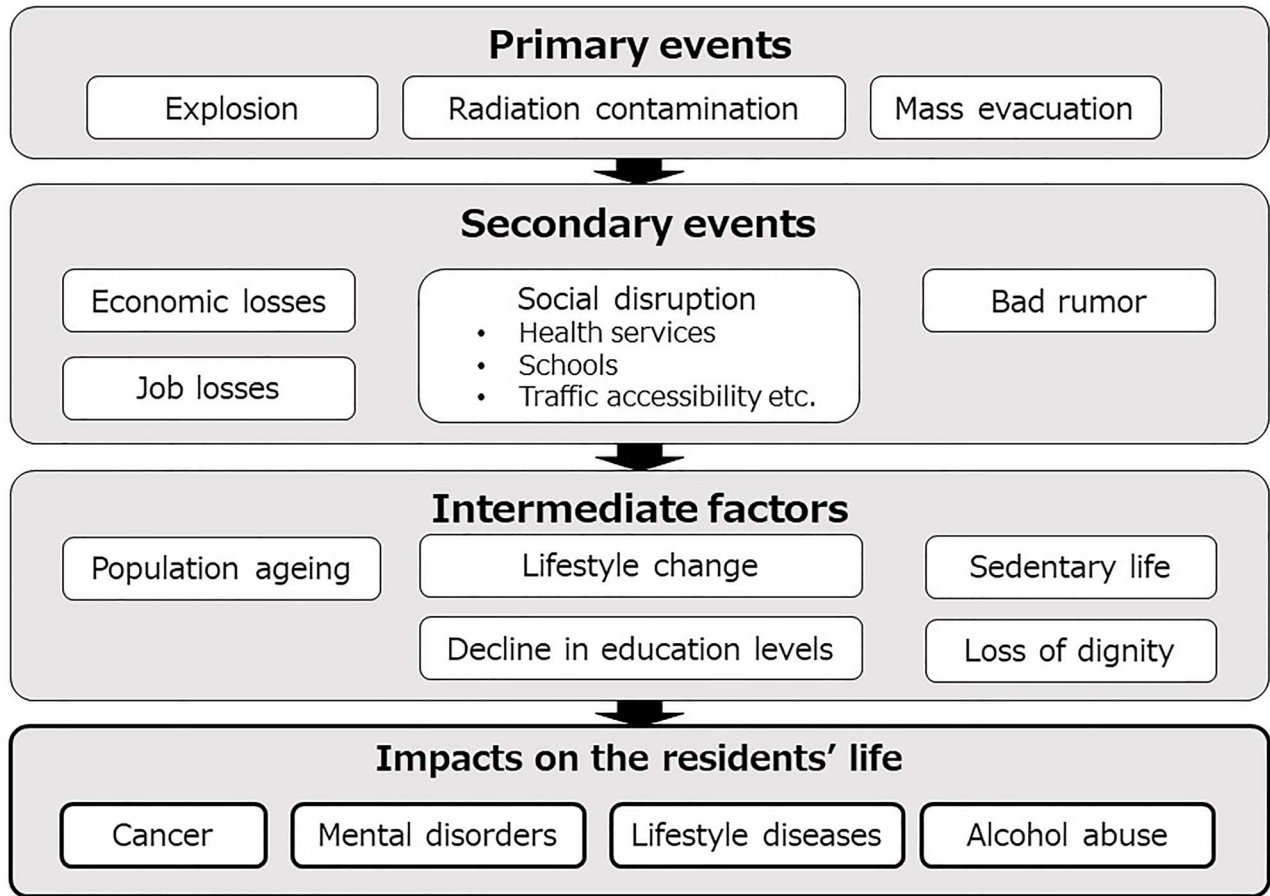 Primary events
Explosion
Radiation contamination
Mass evacuation
Secondary events
Economic losses
Job losses
Social disruption
• Health services
• Schools
• Traffic accessibility etc.
Bad rumor
Intermediate factors
Population ageing
Lifestyle change
Sedentary life
Decline in education levels
Loss of dignity
Impacts on the residents’ life
Cancer
Mental disorders
Lifestyle diseases
Alcohol abuse